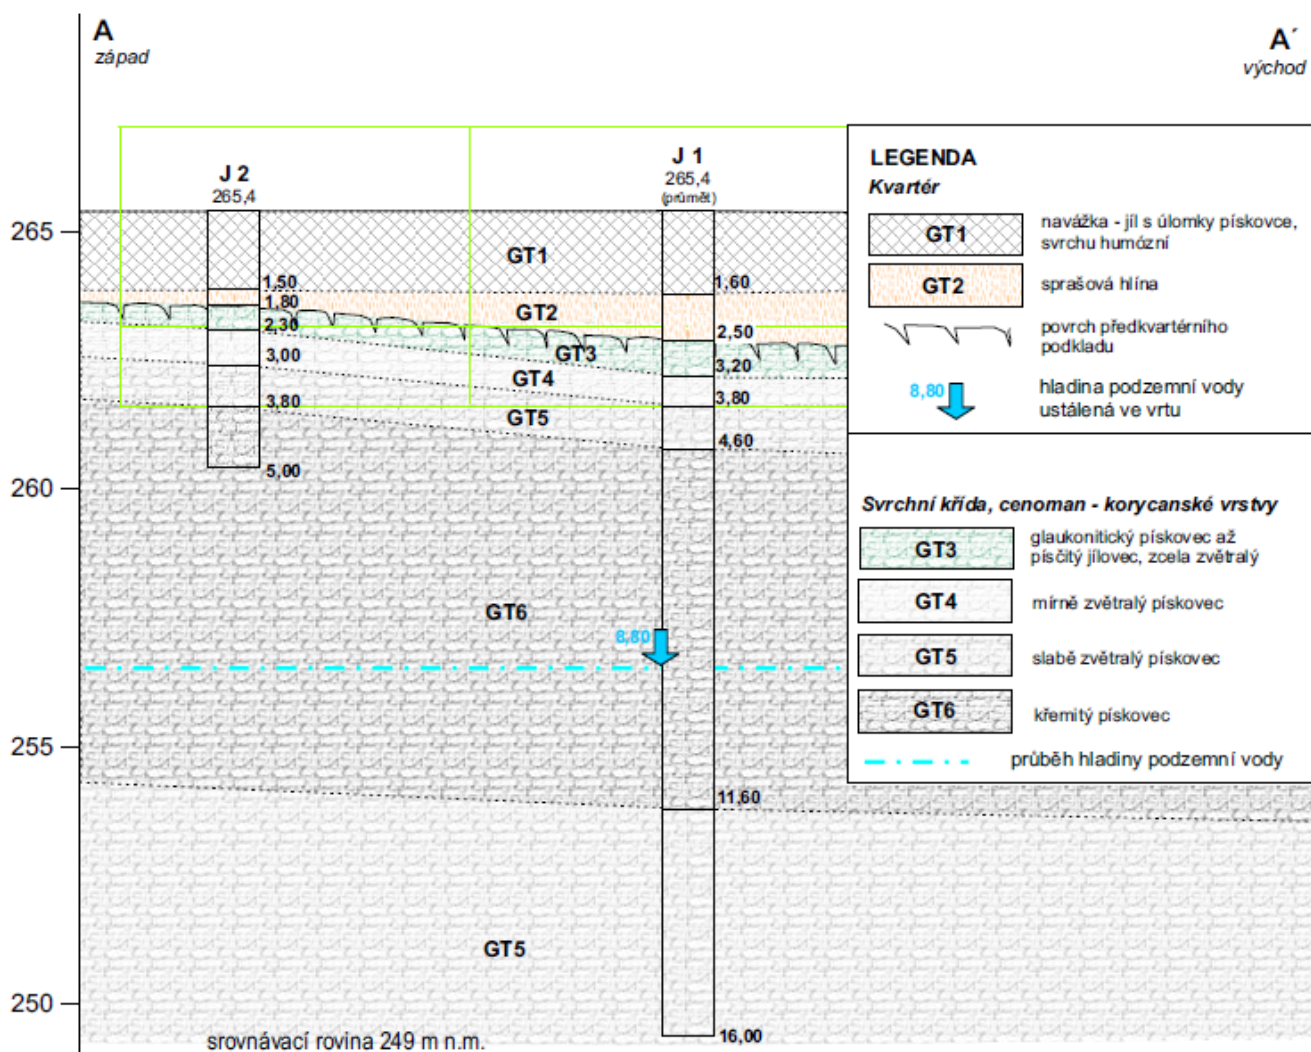 A
západ
A´
východ
J 2
265,4
J 1
265,4
(průmět)
265
260
255
250
GT1
1,50
1,60
GT2
1,80
2,30
2,50
GT3
3,00
3,20
GT4
3,80
3,80
GT5
4,60
5,00
GT6
8,80
11,60
GT5
16,00
srovnávací rovina 249 m n.m.
LEGENDA
Kvartér
GT1
navážka - jíl s úlomky pískovce,
svrchu humózní
GT2
sprašová hlína
povrch předkvartérního
podkladu
8,80
hladina podzemní vody
ustálená ve vrtu
Svrchní křída, cenoman - korycanské vrstvy
GT3
glaukonitický pískovec až
písčitý jílovec, zcela zvětralý
GT4
mírně zvětralý pískovec
GT5
slabě zvětralý pískovec
GT6
křemitý pískovec
průběh hladiny podzemní vody